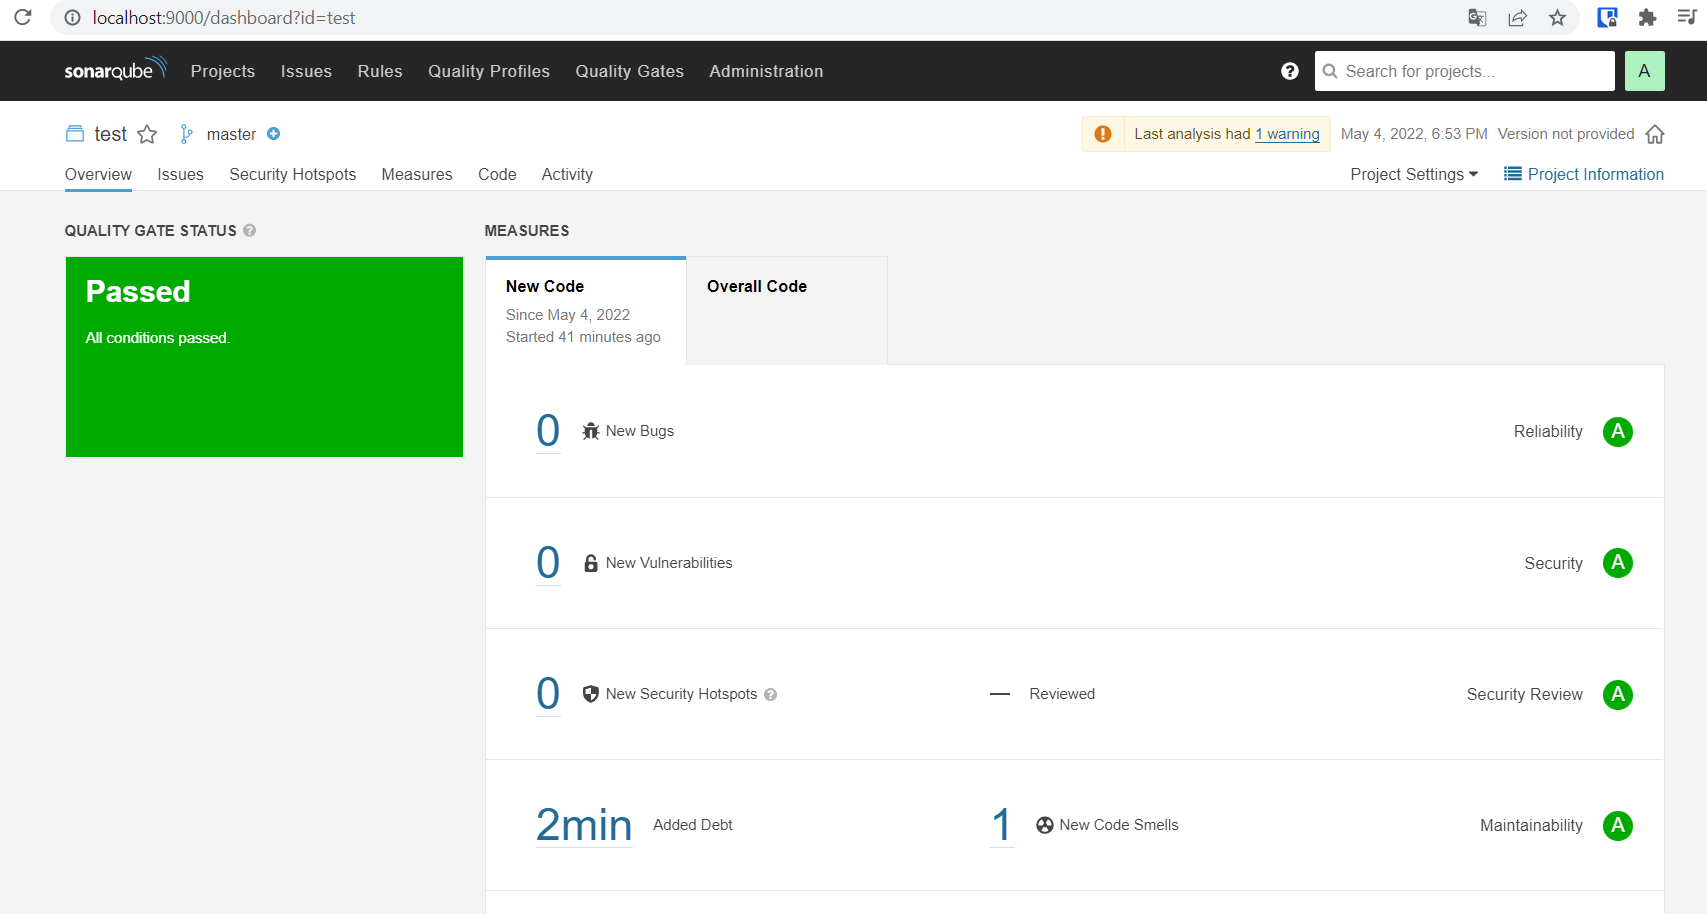 localhost:9000/dashboard?id=test
sonarqube Projects Issues Rules Quality Profiles Quality Gates Administration ? Search for projects... A
test master Last analysis had 1 warning May 4, 2022, 6:53 PM Version not provided
Overview Issues Security Hotspots Measures Code Activity Project Settings Project Information
QUALITY GATE STATUS ?
Passed
All conditions passed.
MEASURES
New Code
Since May 4, 2022
Started 41 minutes ago
Overall Code
0 New Bugs Reliability A
0 New Vulnerabilities Security A
0 New Security Hotspots ? — Reviewed Security Review A
2min Added Debt 1 New Code Smells Maintainability A